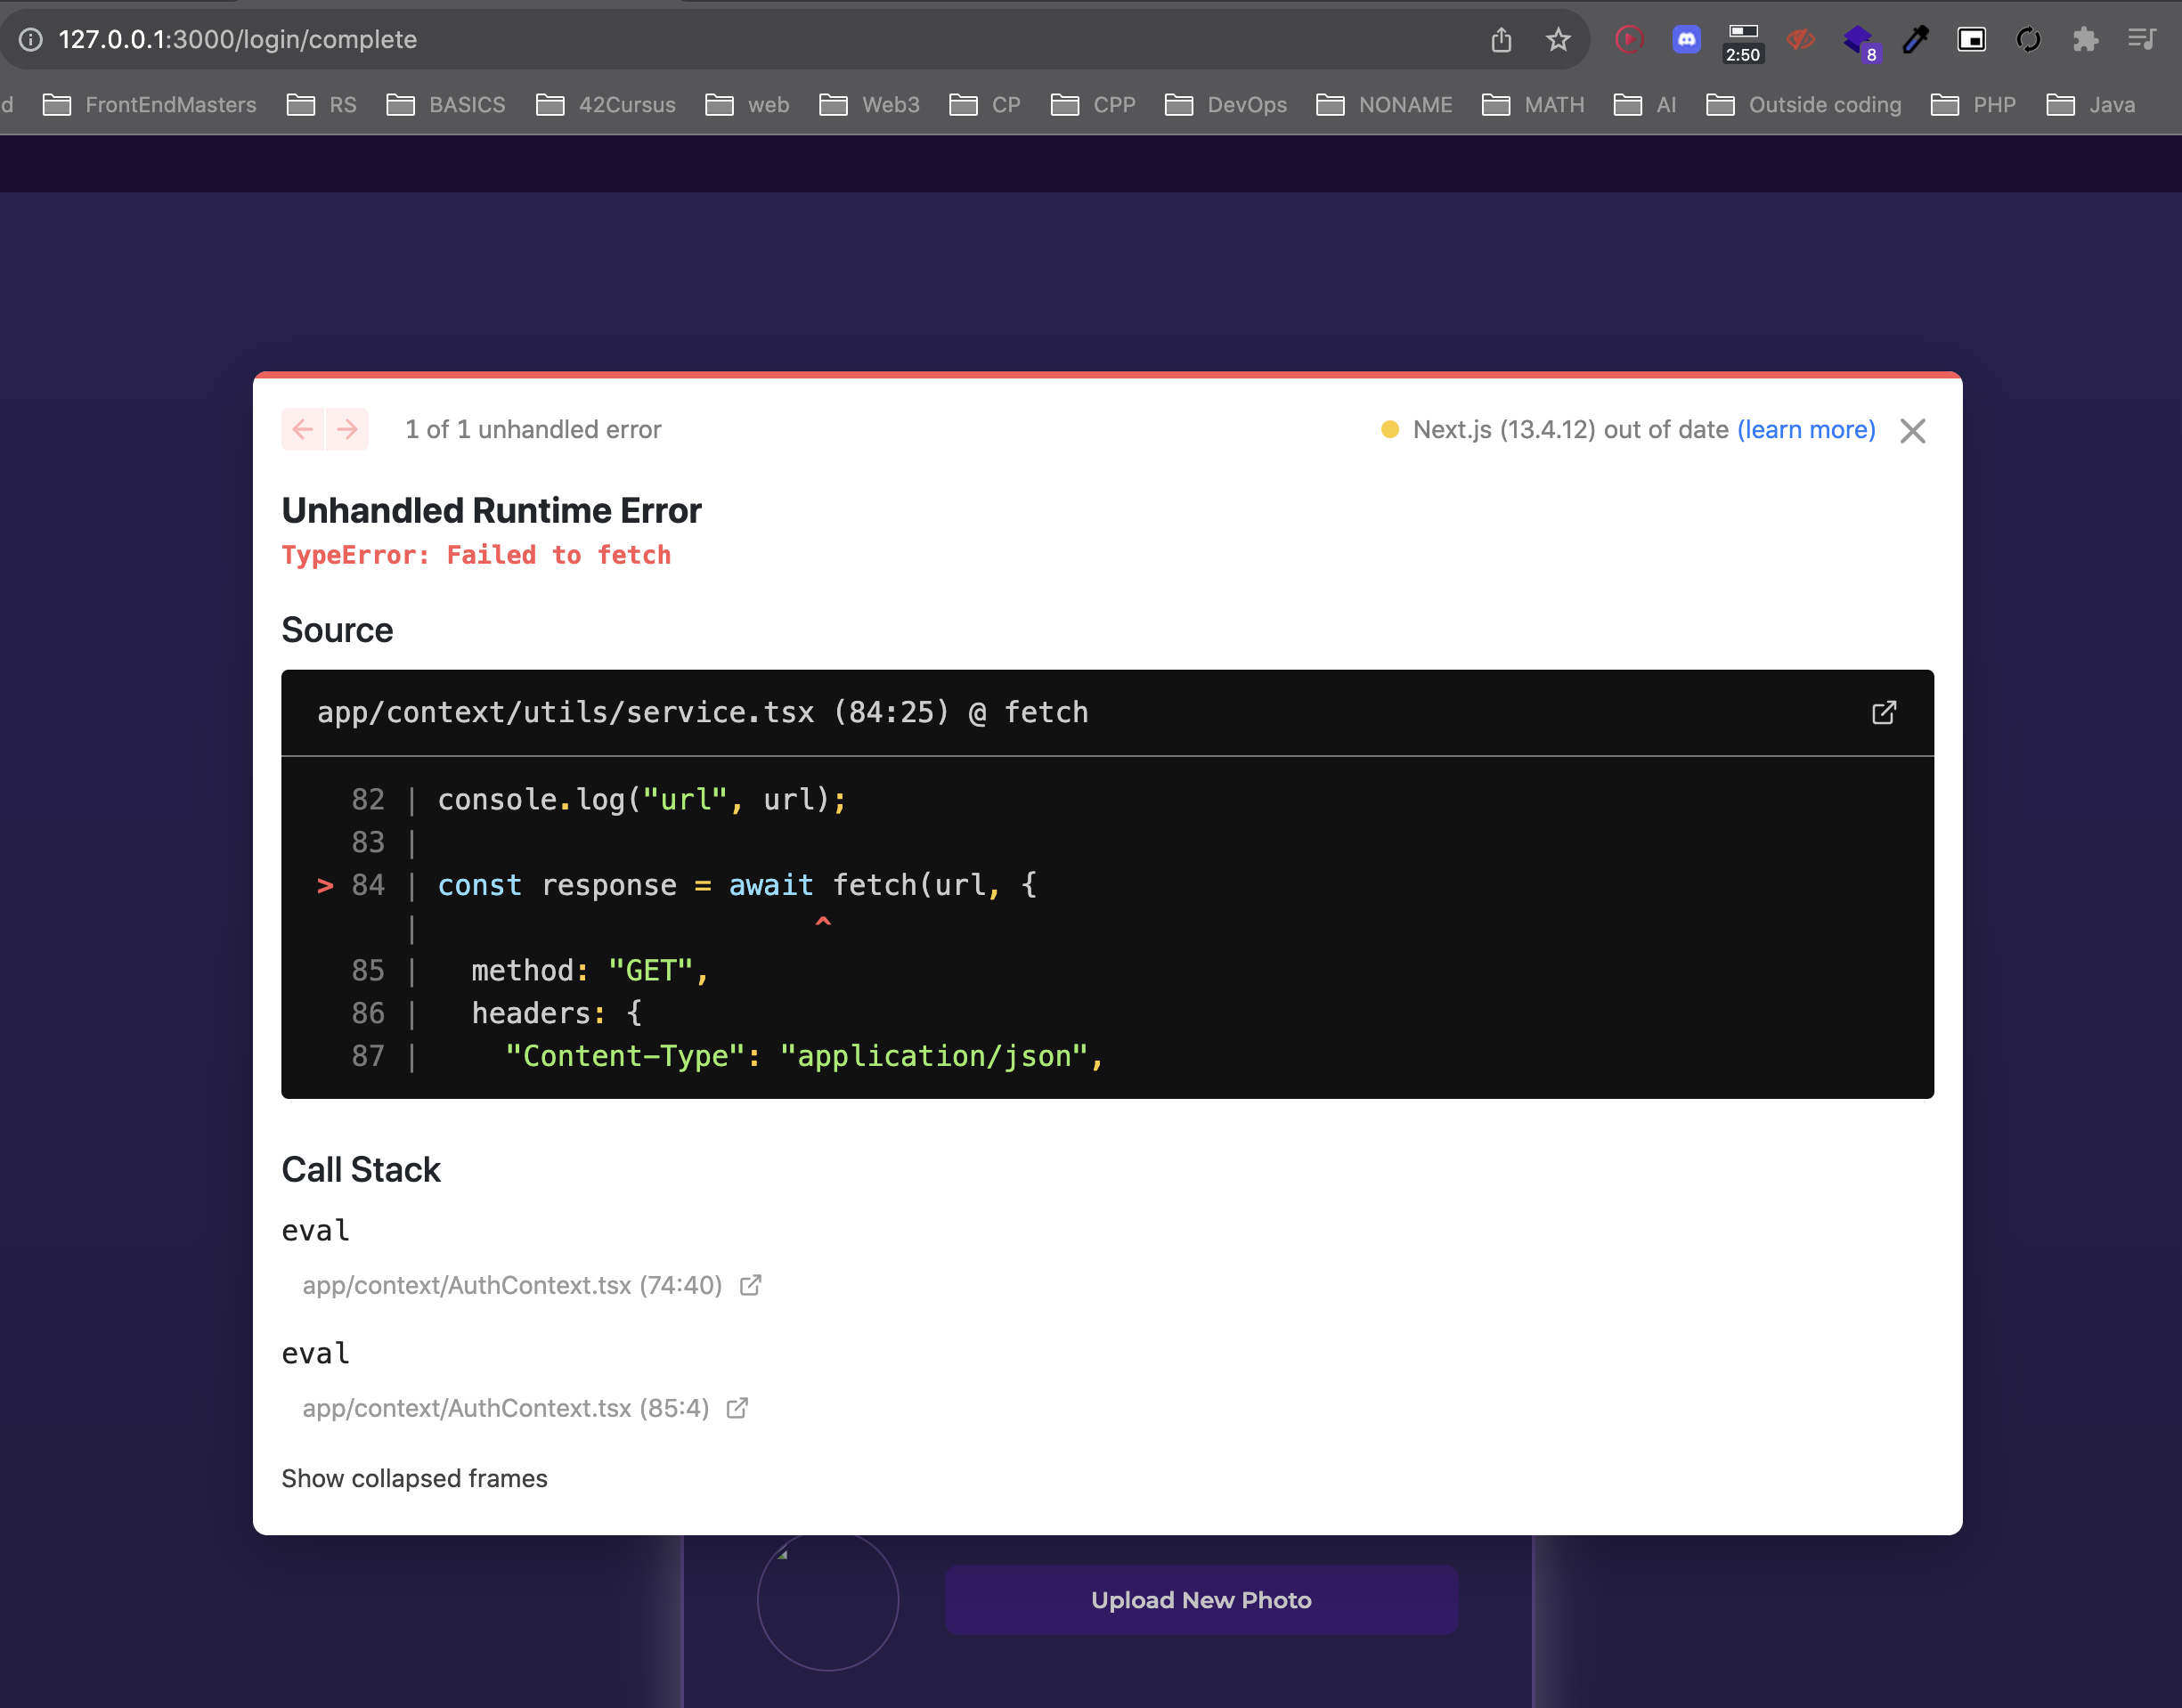 127.0.0.1:3000/login/complete
2:50
8
d FrontEndMasters RS BASICS 42Cursus web Web3 CP CPP DevOps NONAME MATH AI Outside coding PHP Java
1 of 1 unhandled error
Next.js (13.4.12) out of date (learn more)
Unhandled Runtime Error
TypeError: Failed to fetch
Source
app/context/utils/service.tsx (84:25) @ fetch
82 | console.log("url", url);
83 |
> 84 | const response = await fetch(url, {
| ^
85 | method: "GET",
86 | headers: {
87 | "Content-Type": "application/json",
Call Stack
eval
app/context/AuthContext.tsx (74:40)
eval
app/context/AuthContext.tsx (85:4)
Show collapsed frames
Upload New Photo